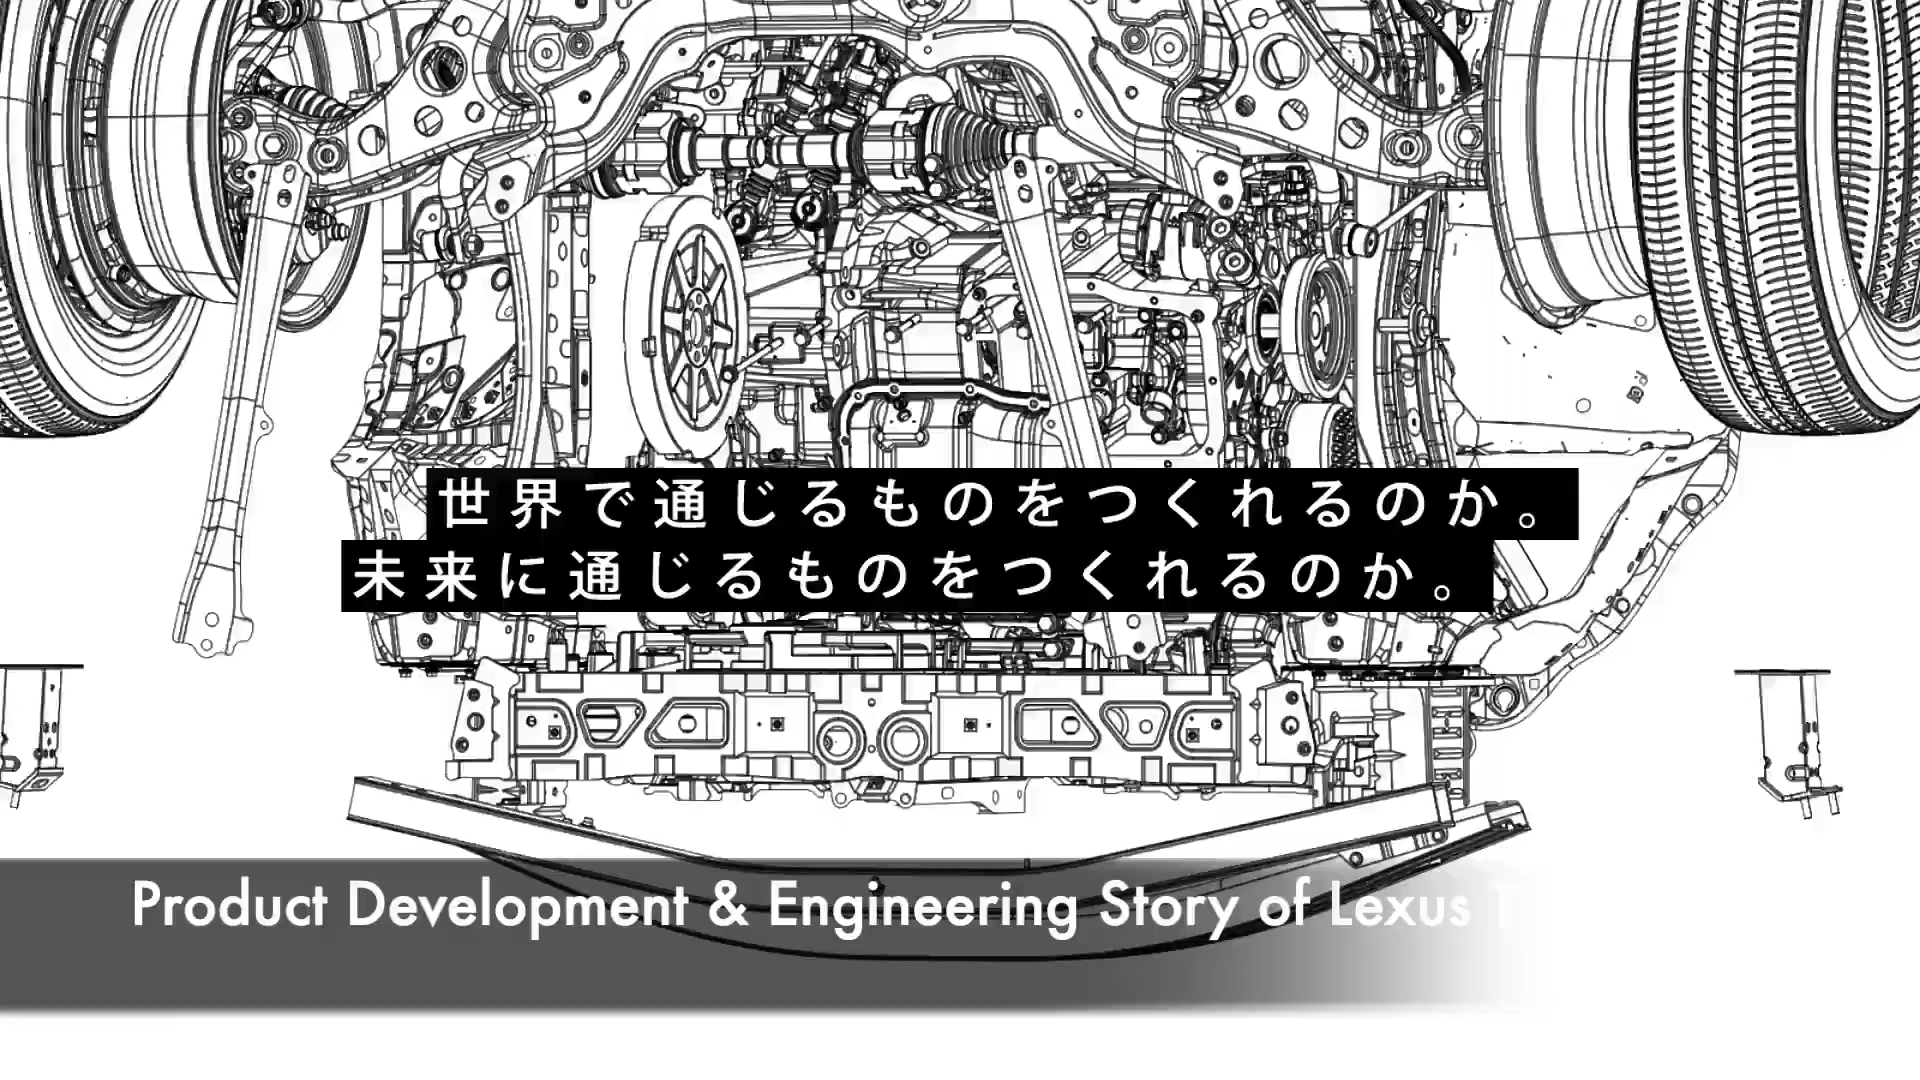 世界で通じるものをつくれるのか。
未来に通じるものをつくれるのか。
Product Development & Engineering Story of Lexus